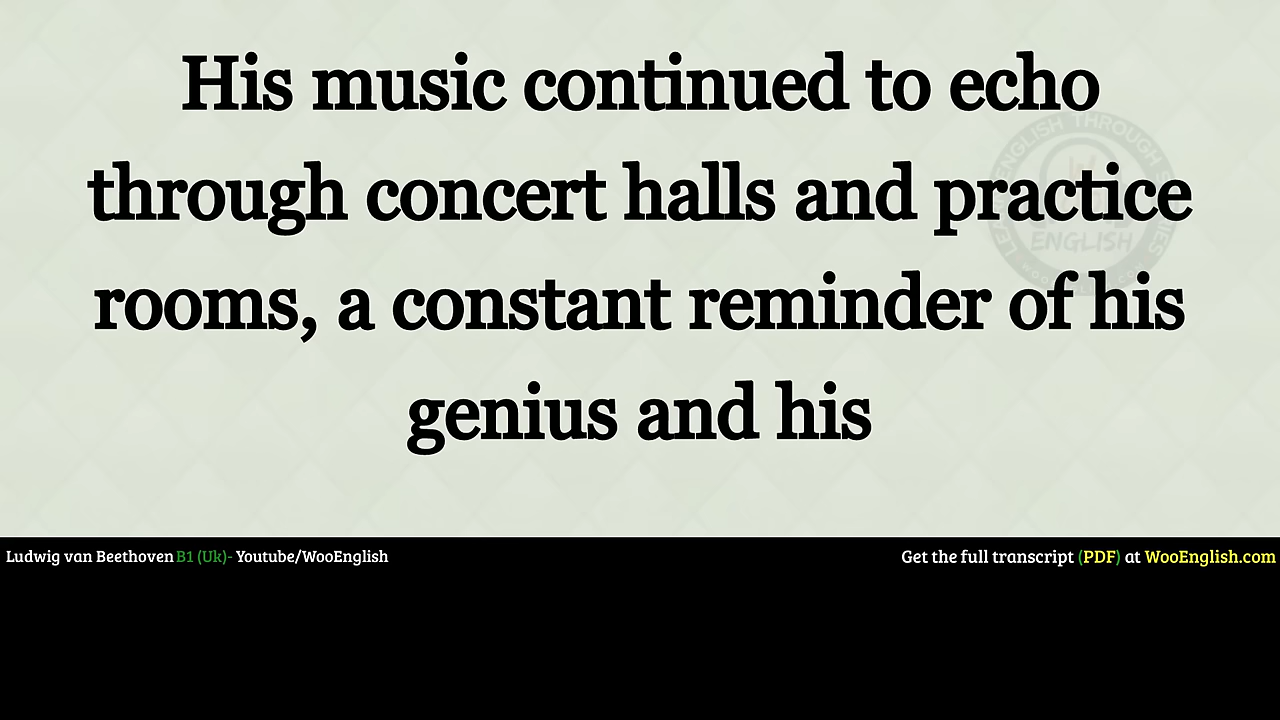 His music continued to echo
through concert halls and practice
rooms, a constant reminder of his
genius and his
ENGLISH
Ludwig van Beethoven B1 (Uk)- Youtube/WooEnglish
Get the full transcript (PDF) at WooEnglish.com